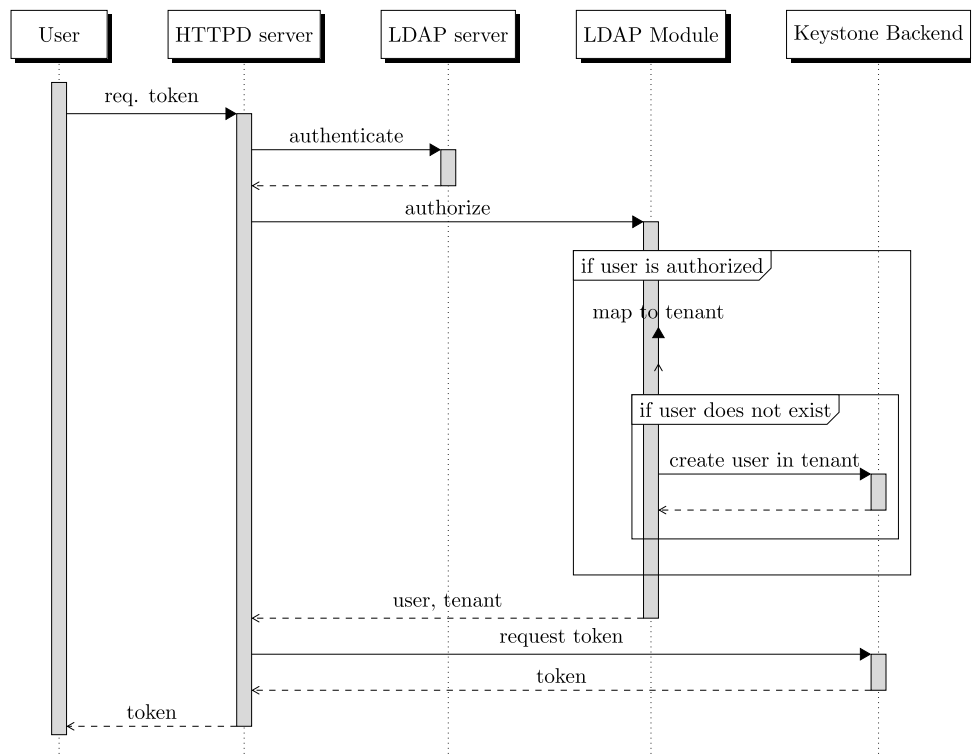 User
HTTPD server
LDAP server
LDAP Module
Keystone Backend
req. token
authenticate
authorize
if user is authorized
map to tenant
if user does not exist
create user in tenant
user, tenant
request token
token
token